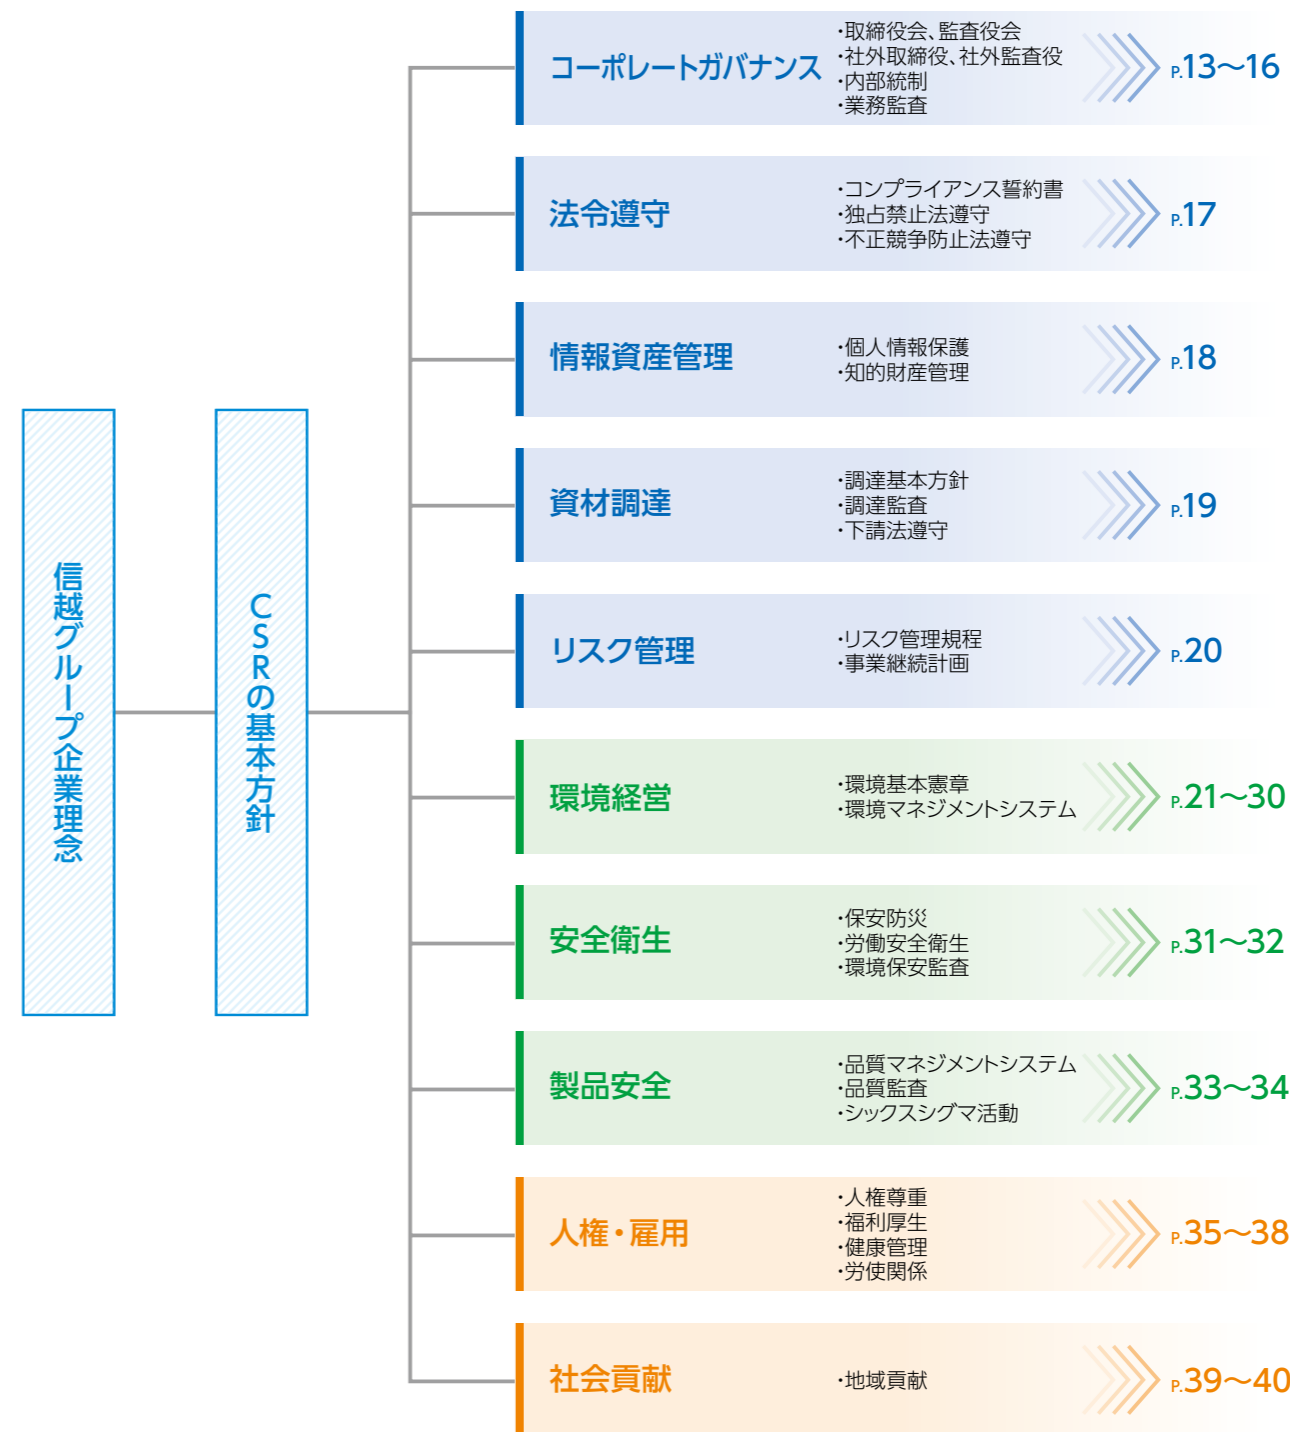 信越グループ企業理念
CSRの基本方針
コーポレートガバナンス
・取締役会、監査役会
・社外取締役、社外監査役
・内部統制
・業務監査
P.13〜16
法令遵守
・コンプライアンス誓約書
・独占禁止法遵守
・不正競争防止法遵守
P.17
情報資産管理
・個人情報保護
・知的財産管理
P.18
資材調達
・調達基本方針
・調達監査
・下請法遵守
P.19
リスク管理
・リスク管理規程
・事業継続計画
P.20
環境経営
・環境基本憲章
・環境マネジメントシステム
P.21〜30
安全衛生
・保安防災
・労働安全衛生
・環境保安監査
P.31〜32
製品安全
・品質マネジメントシステム
・品質監査
・シックスシグマ活動
P.33〜34
人権・雇用
・人権尊重
・福利厚生
・健康管理
・労使関係
P.35〜38
社会貢献
・地域貢献
P.39〜40